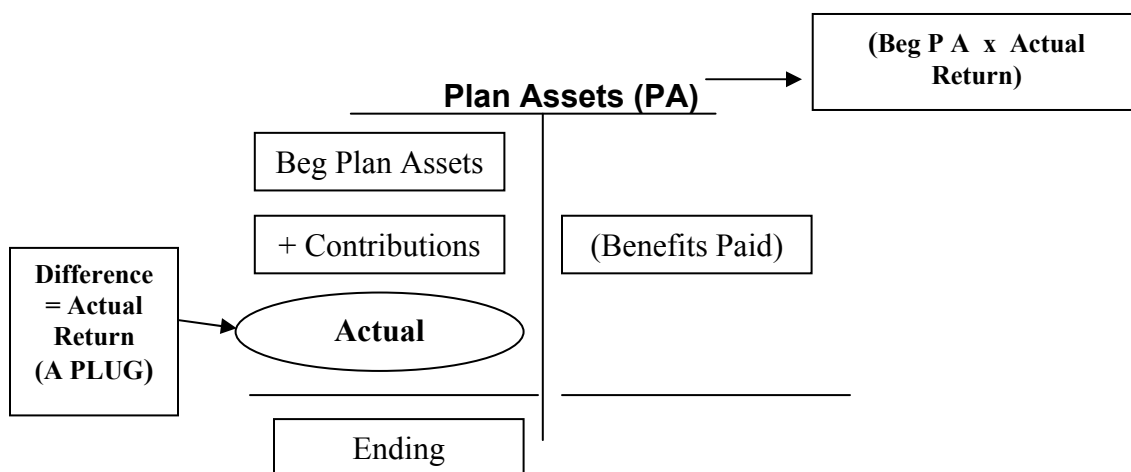 (Beg P A x Actual
Return)
Plan Assets (PA)
Beg Plan Assets
+ Contributions
(Benefits Paid)
Difference
= Actual
Return
(A PLUG)
Actual
Ending